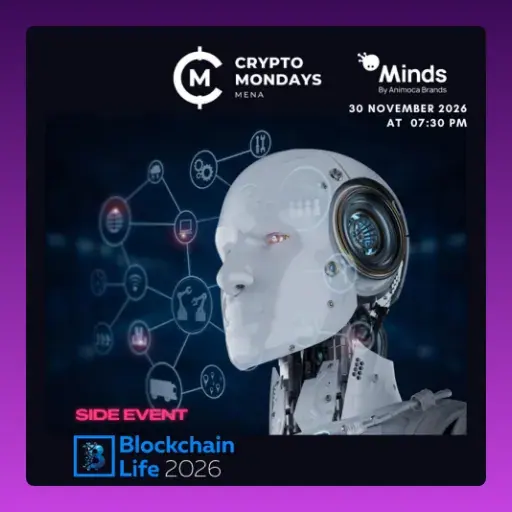 CRYPTO
MONDAYS
MENA
Minds
By Animoca Brands
30 NOVEMBER 2026
AT 07:30 PM
SIDE EVENT
Blockchain
Life 2026